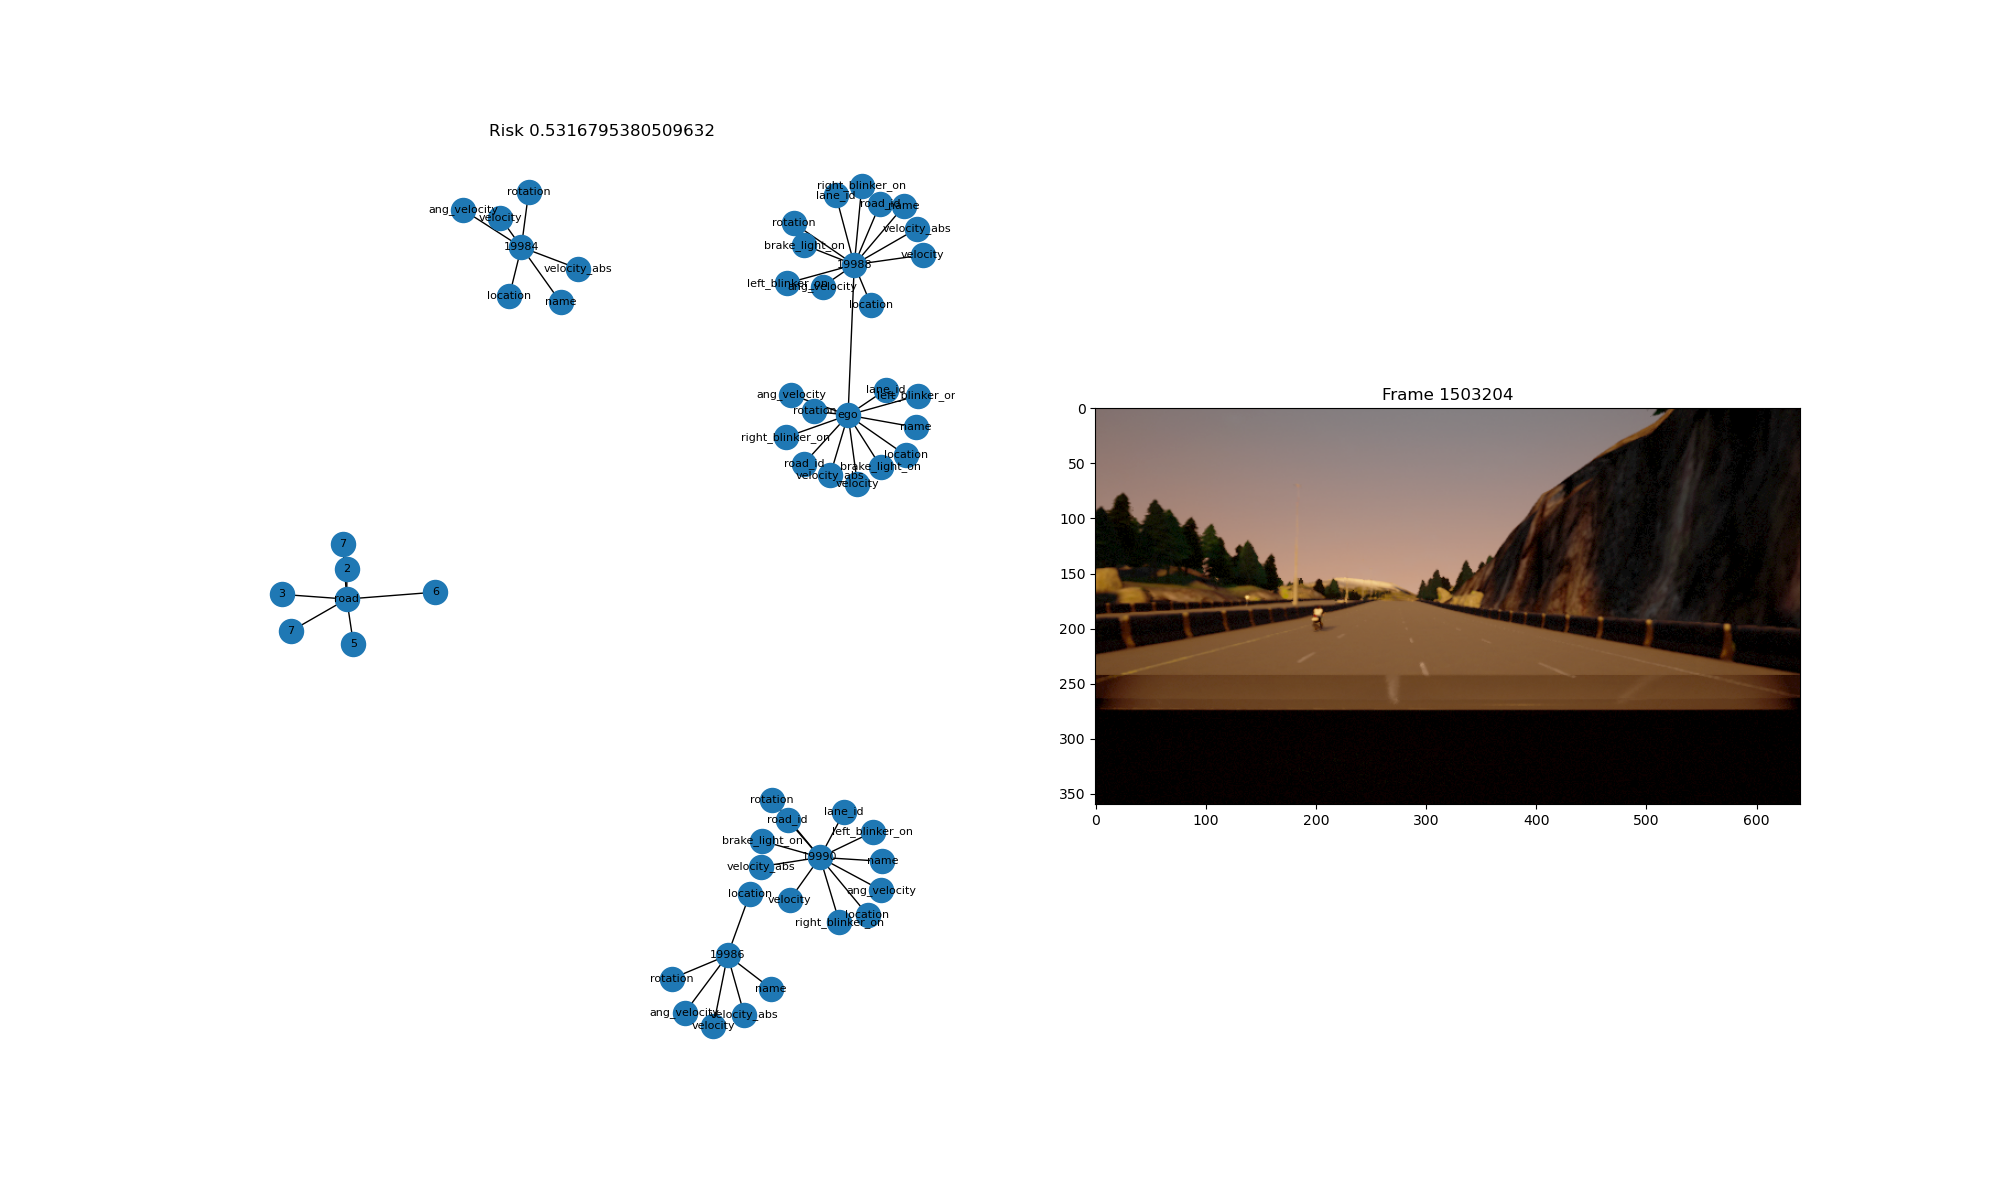 Risk 0.5316795380509632
rotation
ang_velocity
velocity
19984
velocity_abs
location
name
right_blinker_on
lane_id
road_id
name
rotation
velocity_abs
brake_light_on
velocity
19988
left_blinker_on
ang_velocity
location
lane_id
ang_velocity
left_blinker_or
rotation
ego
name
right_blinker_on
location
road_id
brake_light_on
velocity_abs
velocity
7
2
3
road
6
7
5
rotation
lane_id
road_id
left_blinker_on
brake_light_on
19990
name
velocity_abs
location
ang_velocity
velocity
location
right_blinker_on
19986
rotation
name
ang_velocity
velocity_abs
velocity
Frame 1503204
0
50
100
150
200
250
300
350
0
100
200
300
400
500
600